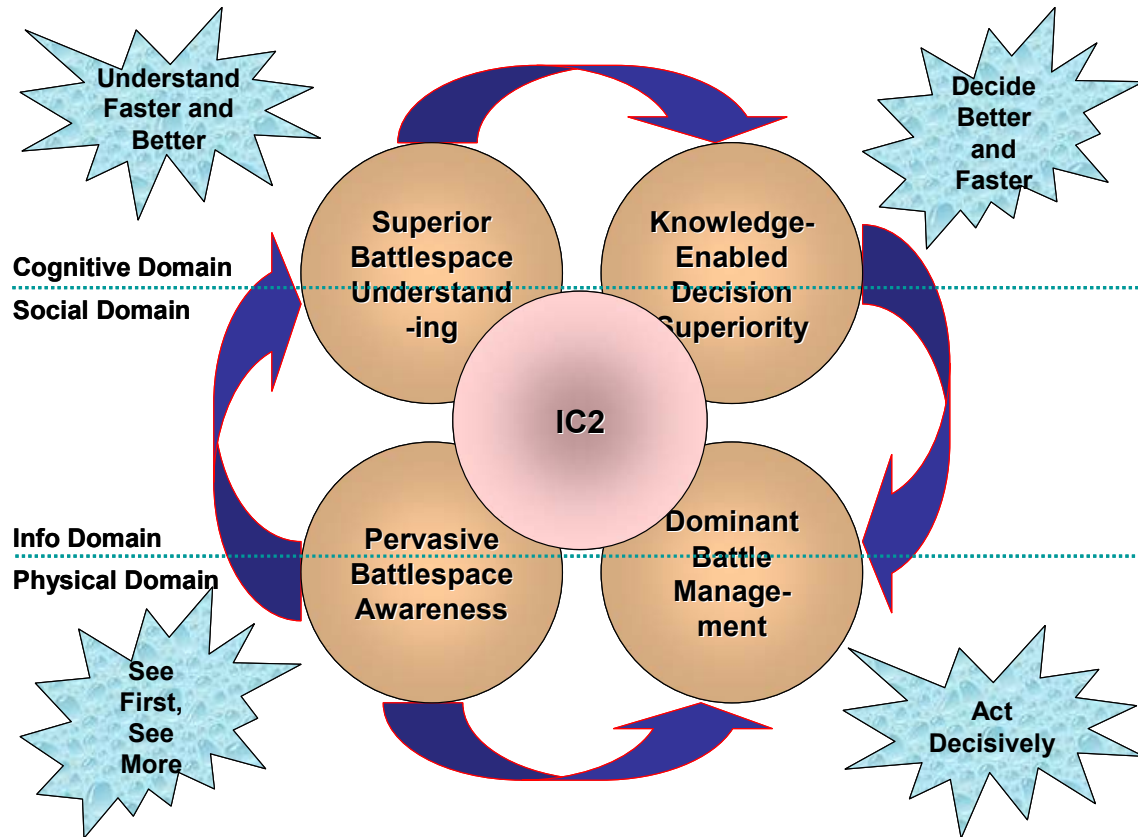 Understand
Faster and
Better
Decide
Better
and
Faster
Superior
Battlespace
Understand
-ing
Knowledge-
Enabled
Decision
Superiority
Cognitive Domain
Social Domain
IC2
Info Domain
Physical Domain
Pervasive
Battlespace
Awareness
Dominant
Battle
Manage-
ment
See
First,
See
More
Act
Decisively